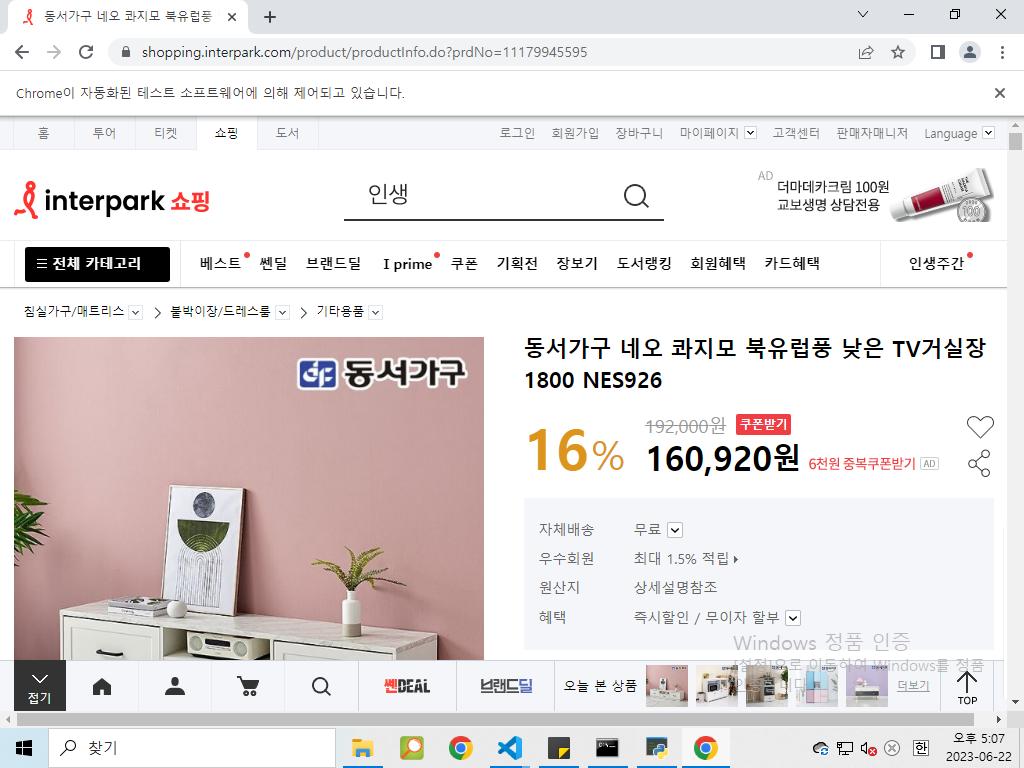 동서가구 네오 콰지모 북유럽풍
shopping.interpark.com/product/productInfo.do?prdNo=11179945595
Chrome이 자동화된 테스트 소프트웨어에 의해 제어되고 있습니다.
홈 투어 티켓 쇼핑 도서 로그인 회원가입 장바구니 마이페이지 고객센터 판매자매니저 Language
interpark 쇼핑
인생
AD
더마데카크림 100원
교보생명 상담전용
전체 카테고리 베스트 쎈딜 브랜드딜 I prime 쿠폰 기획전 장보기 도서랭킹 회원혜택 카드혜택 인생주간
침실가구/매트리스 > 붙박이장/드레스룸 > 기타용품
동서가구
동서가구 네오 콰지모 북유럽풍 낮은 TV거실장
1800 NES926
16%
192,000원 쿠폰받기
160,920원 6천원 중복쿠폰받기 AD
자체배송 무료
우수회원 최대 1.5% 적립
원산지 상세설명참조
혜택 즉시할인 / 무이자 할부
Windows 정품 인증
[설정]으로 이동하여 Windows를 정품
접기
쎈DEAL
브랜드딜
오늘 본 상품
더보기
TOP
찾기
한
오후 5:07
2023-06-22